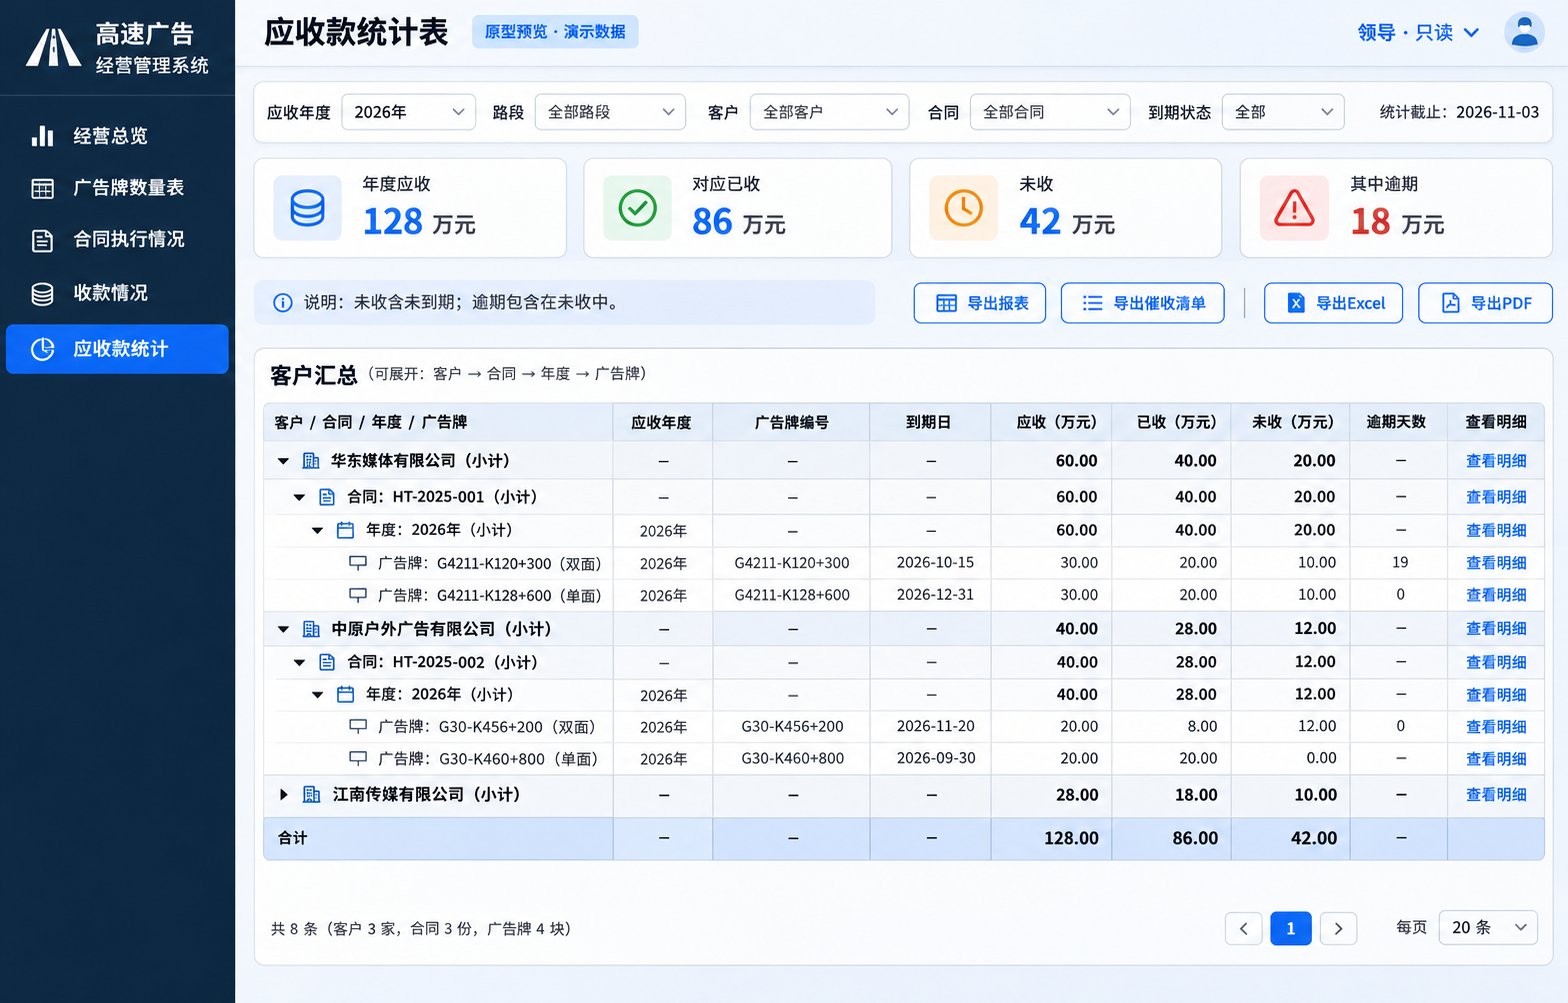 高速广告
经营管理系统
经营总览
广告牌数量表
合同执行情况
收款情况
应收款统计
应收款统计表
原型预览 · 演示数据
领导 · 只读
应收年度 2026年 路段 全部路段 客户 全部客户 合同 全部合同 到期状态 全部 统计截止：2026-11-03
年度应收
128 万元
对应已收
86 万元
未收
42 万元
其中逾期
18 万元
说明：未收含未到期；逾期包含在未收中。
导出报表 导出催收清单 导出Excel 导出PDF
客户汇总（可展开：客户 → 合同 → 年度 → 广告牌）
客户 / 合同 / 年度 / 广告牌 应收年度 广告牌编号 到期日 应收（万元） 已收（万元） 未收（万元） 逾期天数 查看明细
华东媒体有限公司（小计） – – – 60.00 40.00 20.00 – 查看明细
合同：HT-2025-001（小计） – – – 60.00 40.00 20.00 – 查看明细
年度：2026年（小计） 2026年 – – 60.00 40.00 20.00 – 查看明细
广告牌：G4211-K120+300（双面） 2026年 G4211-K120+300 2026-10-15 30.00 20.00 10.00 19 查看明细
广告牌：G4211-K128+600（单面） 2026年 G4211-K128+600 2026-12-31 30.00 20.00 10.00 0 查看明细
中原户外广告有限公司（小计） – – – 40.00 28.00 12.00 – 查看明细
合同：HT-2025-002（小计） – – – 40.00 28.00 12.00 – 查看明细
年度：2026年（小计） 2026年 – – 40.00 28.00 12.00 – 查看明细
广告牌：G30-K456+200（双面） 2026年 G30-K456+200 2026-11-20 20.00 8.00 12.00 0 查看明细
广告牌：G30-K460+800（单面） 2026年 G30-K460+800 2026-09-30 20.00 20.00 0.00 – 查看明细
江南传媒有限公司（小计） – – – 28.00 18.00 10.00 – 查看明细
合计 – – – 128.00 86.00 42.00 –
共 8 条（客户 3 家，合同 3 份，广告牌 4 块）
1 每页 20 条